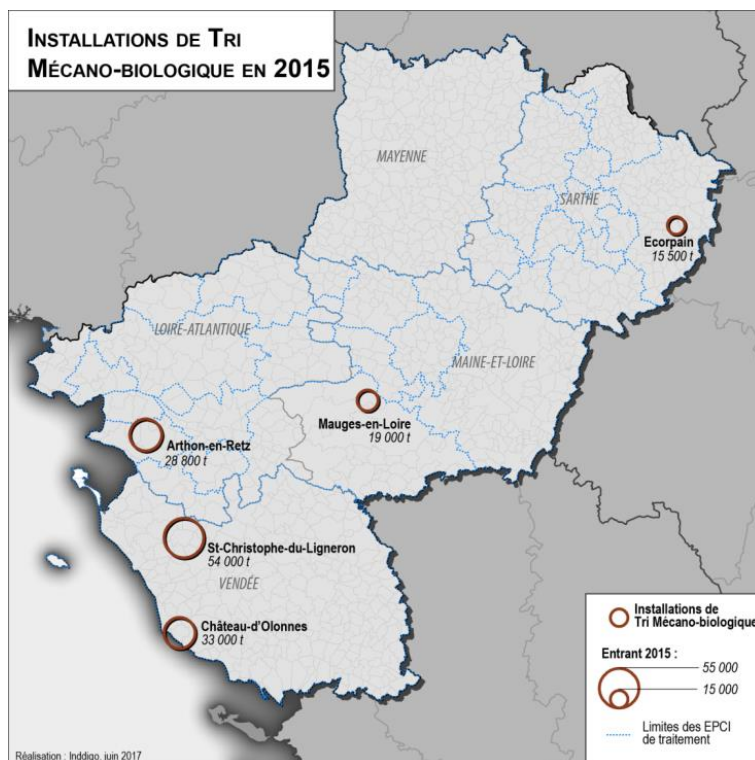 INSTALLATIONS DE TRI
MÉCANO-BIOLOGIQUE EN 2015
MAYENNE
SARTHE
Ecorpain
15 500 t
LOIRE-ATLANTIQUE
MAINE-ET-LOIRE
Mauges-en-Loire
19 000 t
Arthon-en-Retz
28 800 t
St-Christophe-du-Ligneron
54 000 t
VENDÉE
Château-d'Olonnes
33 000 t
Installations de
Tri Mécano-biologique
Entrant 2015 :
55 000
15 000
Limites des EPCI
de traitement
Réalisation : Inddigo, juin 2017